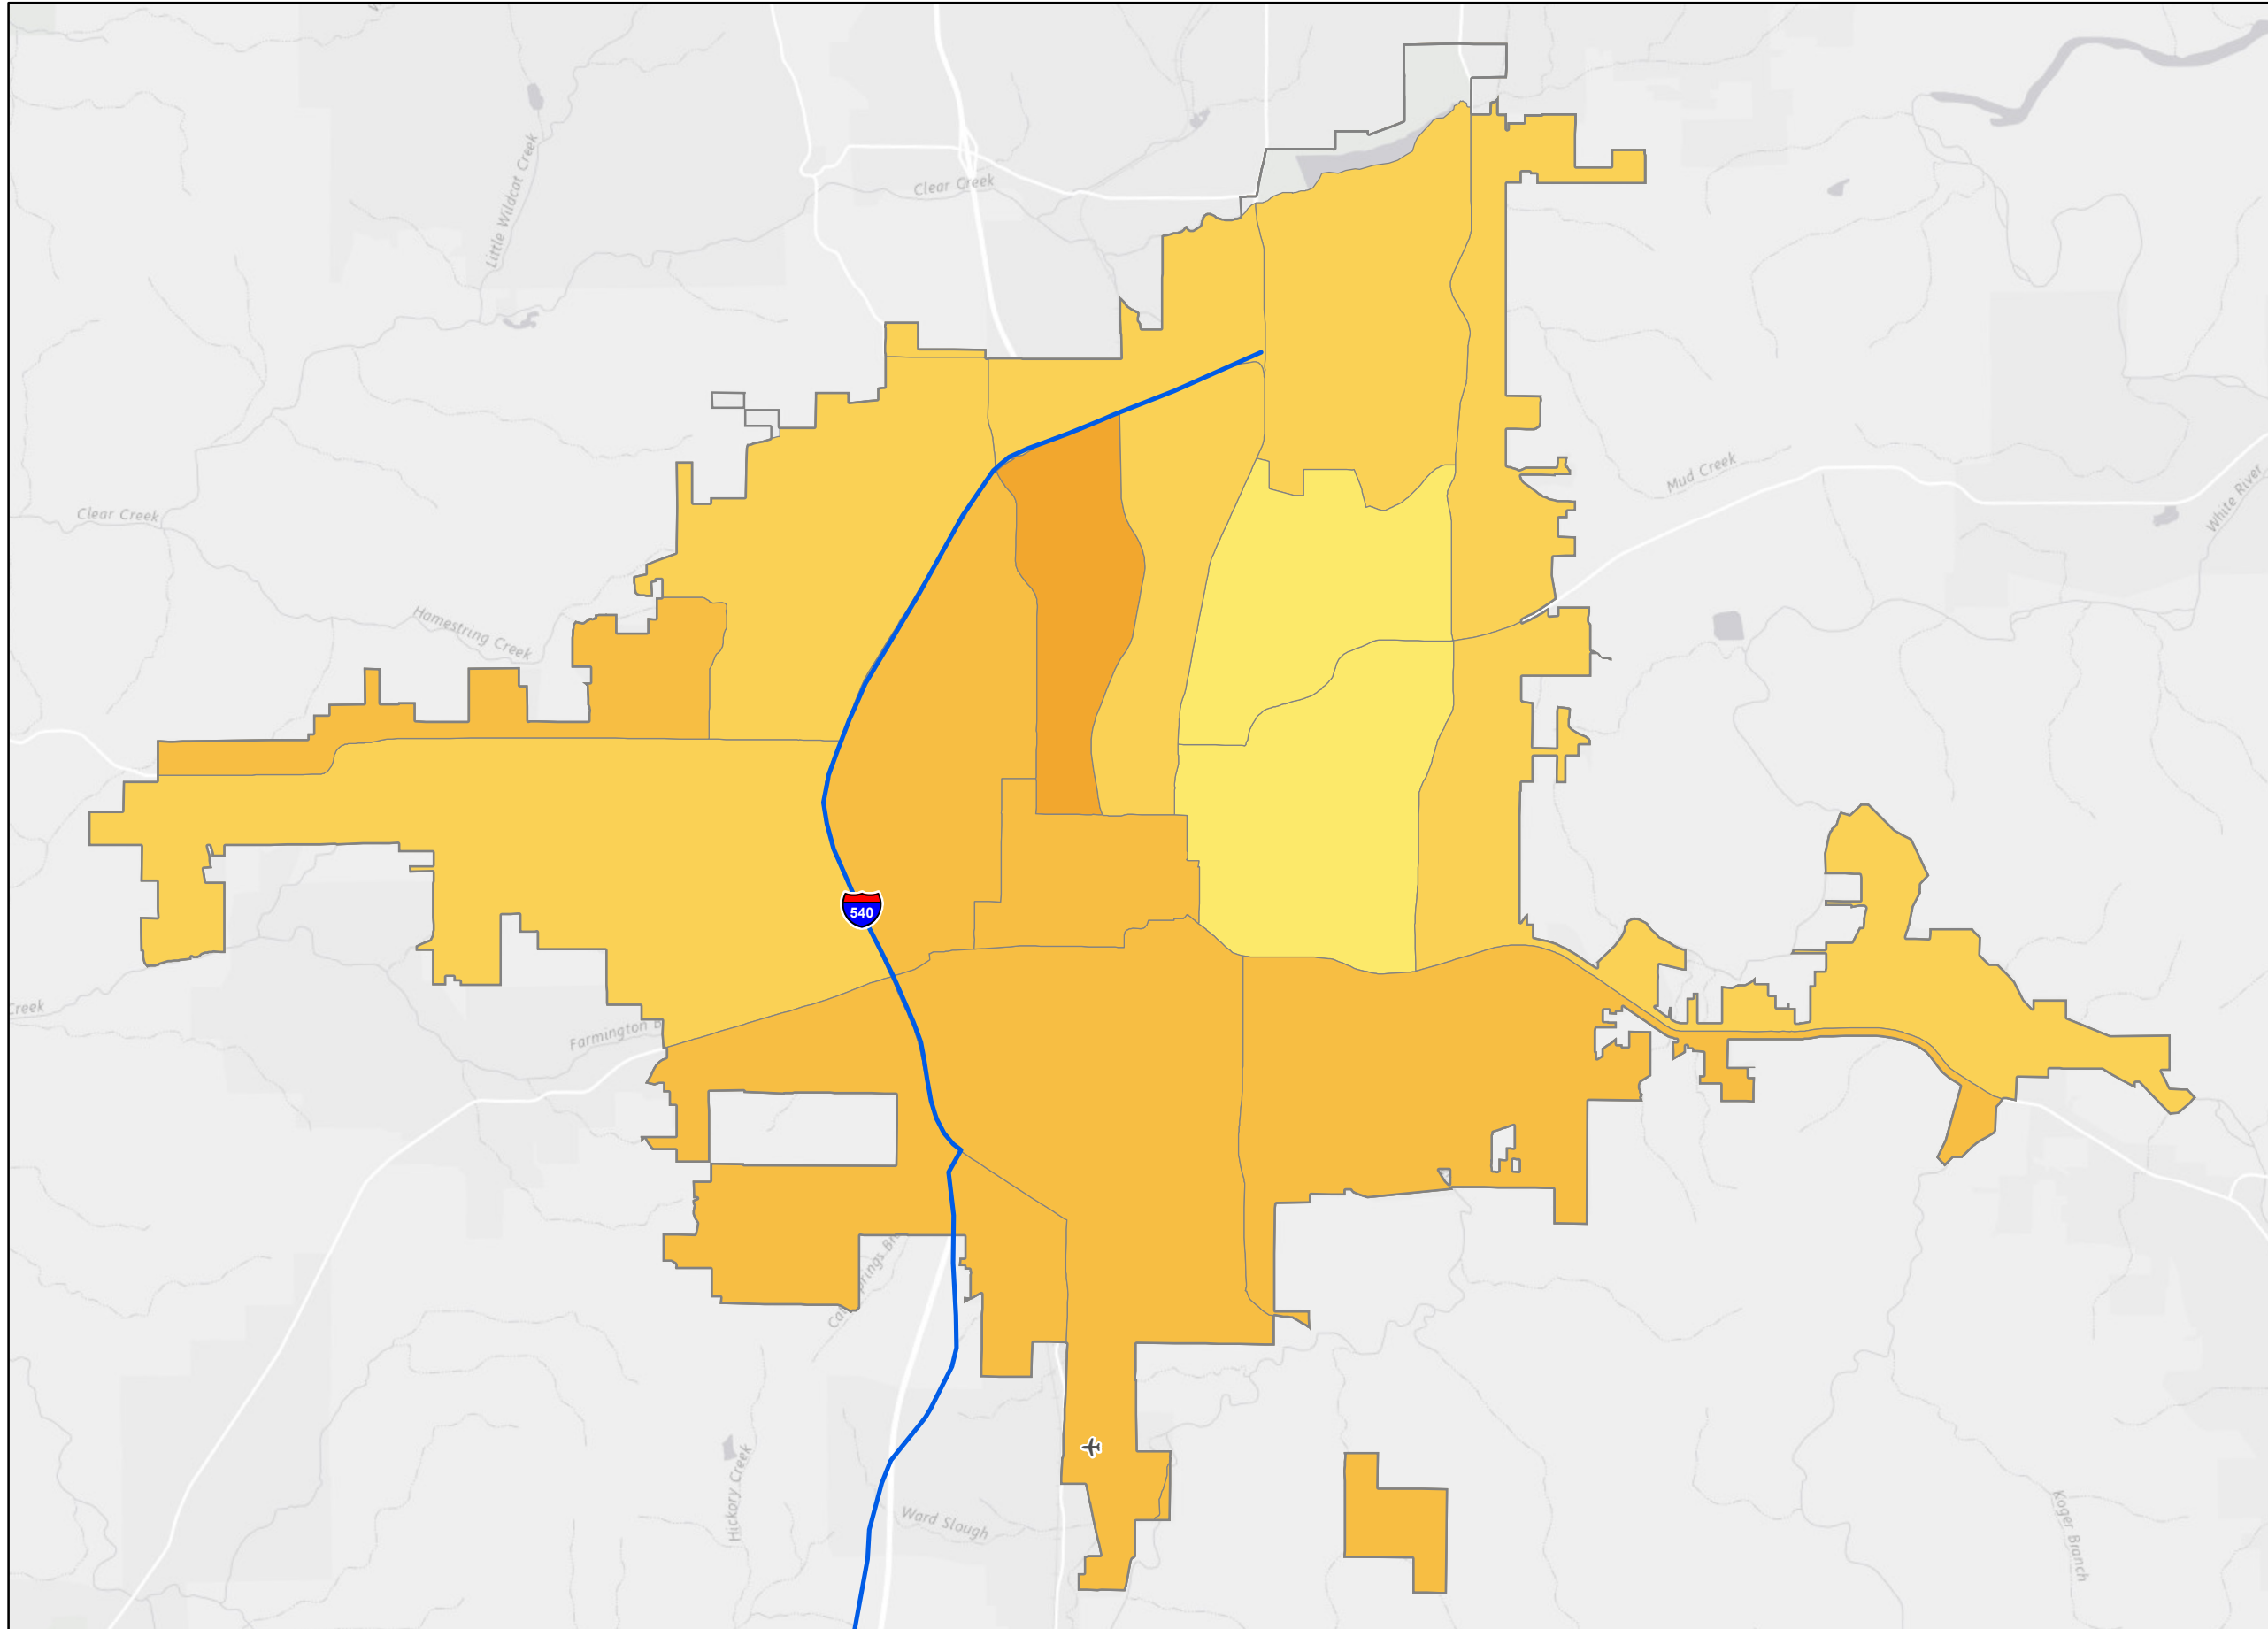 Little Wildcat Creek
Clear Creek
Mud Creek
White River
Clear Creek
Hamestring Creek
540
Creek
Farmington B
Hickory Creek
Ward Slough
Koger Branch